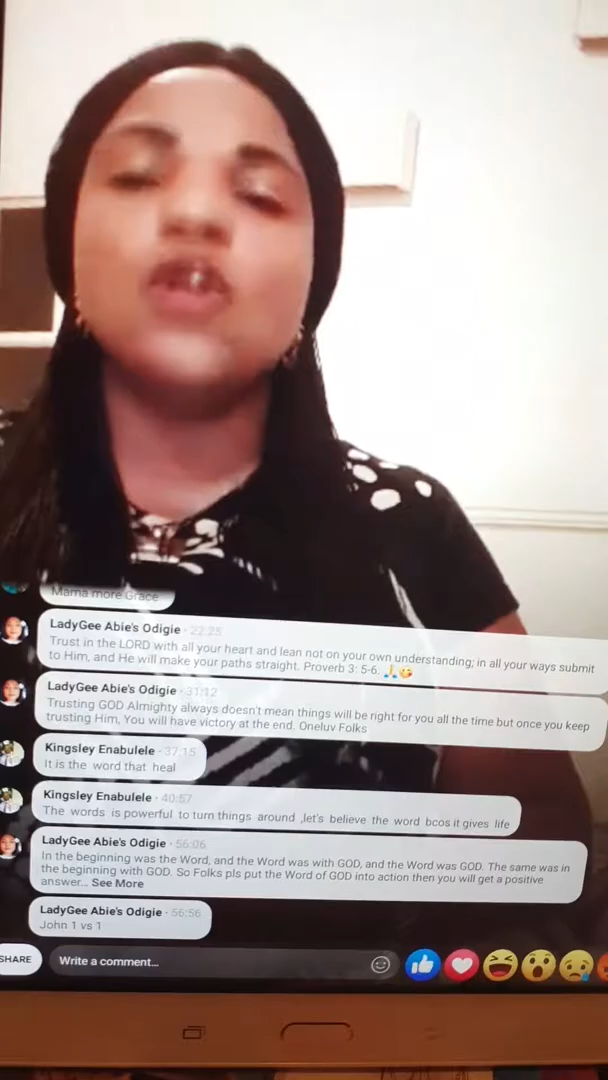 Mama more Grace
LadyGee Abie's Odigie · 22:25
Trust in the LORD with all your heart and lean not on your own understanding; in all your ways submit
to Him, and He will make your paths straight. Proverb 3: 5-6. 🙏😘
LadyGee Abie's Odigie · 31:12
Trusting GOD Almighty always doesn't mean things will be right for you all the time but once you keep
trusting Him, You will have victory at the end. Oneluv Folks
Kingsley Enabulele · 37:15
It is the word that heal
Kingsley Enabulele · 40:57
The words is powerful to turn things around ,let's believe the word bcos it gives life
LadyGee Abie's Odigie · 56:06
In the beginning was the Word, and the Word was with GOD, and the Word was GOD. The same was in
the beginning with GOD. So Folks pls put the Word of GOD into action then you will get a positive
answer... See More
LadyGee Abie's Odigie · 56:56
John 1 vs 1
SHARE
Write a comment...